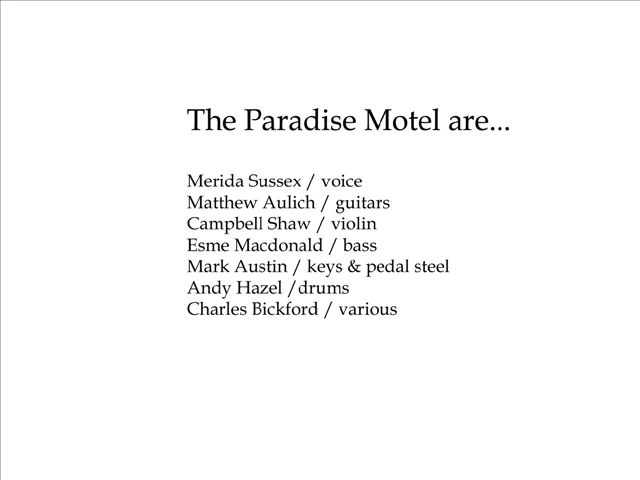 The Paradise Motel are...
Merida Sussex / voice
Matthew Aulich / guitars
Campbell Shaw / violin
Esme Macdonald / bass
Mark Austin / keys & pedal steel
Andy Hazel /drums
Charles Bickford / various